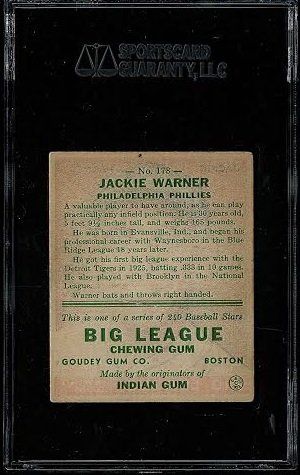 SPORTSCARD
GUARANTY, LLC
— No. 178 —
JACKIE WARNER
PHILADELPHIA PHILLIES
A valuable player to have around, as he can play
practically any infield position. He is 30 years old,
5 feet 9½ inches tall, and weighs 165 pounds.
He was born in Evansville, Ind., and began his
professional career with Waynesboro in the Blue
Ridge League 18 years later.
He got his first big league experience with the
Detroit Tigers in 1925, batting .333 in 10 games.
He also played with Brooklyn in the National
League.
Warner bats and throws right handed.
This is one of a series of 240 Baseball Stars
BIG LEAGUE
CHEWING GUM
GOUDEY GUM CO. BOSTON
Made by the originators of
INDIAN GUM